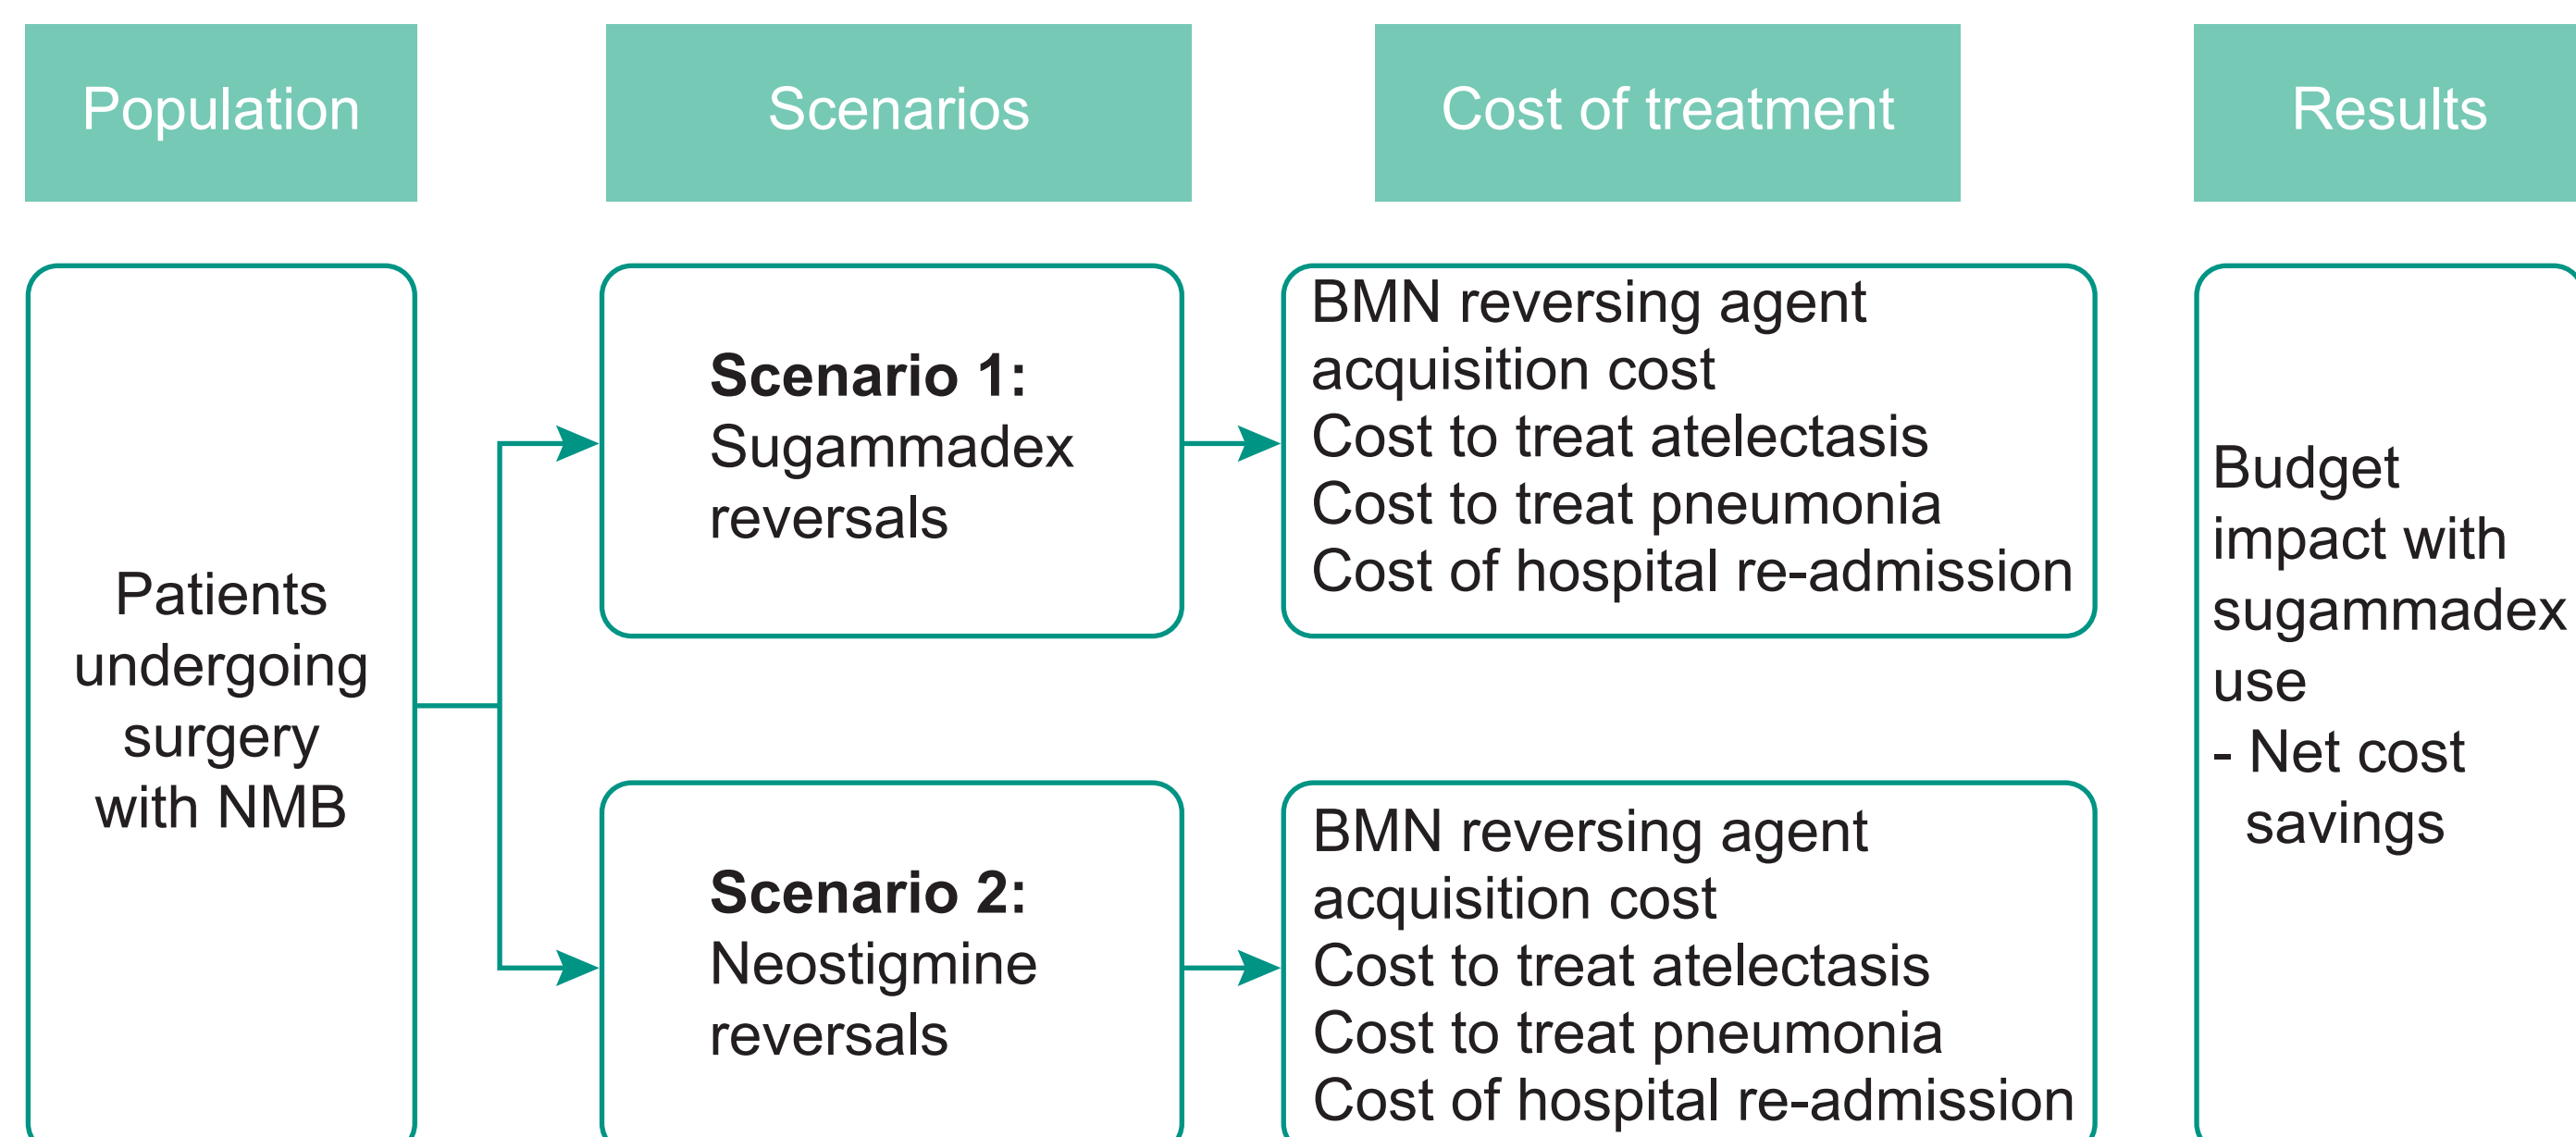 Population
Scenarios
Cost of treatment
Results
Patients
undergoing
surgery
with NMB
Scenario 1:
Sugammadex
reversals
BMN reversing agent
acquisition cost
Cost to treat atelectasis
Cost to treat pneumonia
Cost of hospital re-admission
Scenario 2:
Neostigmine
reversals
BMN reversing agent
acquisition cost
Cost to treat atelectasis
Cost to treat pneumonia
Cost of hospital re-admission
Budget
impact with
sugammadex
use
- Net cost
savings